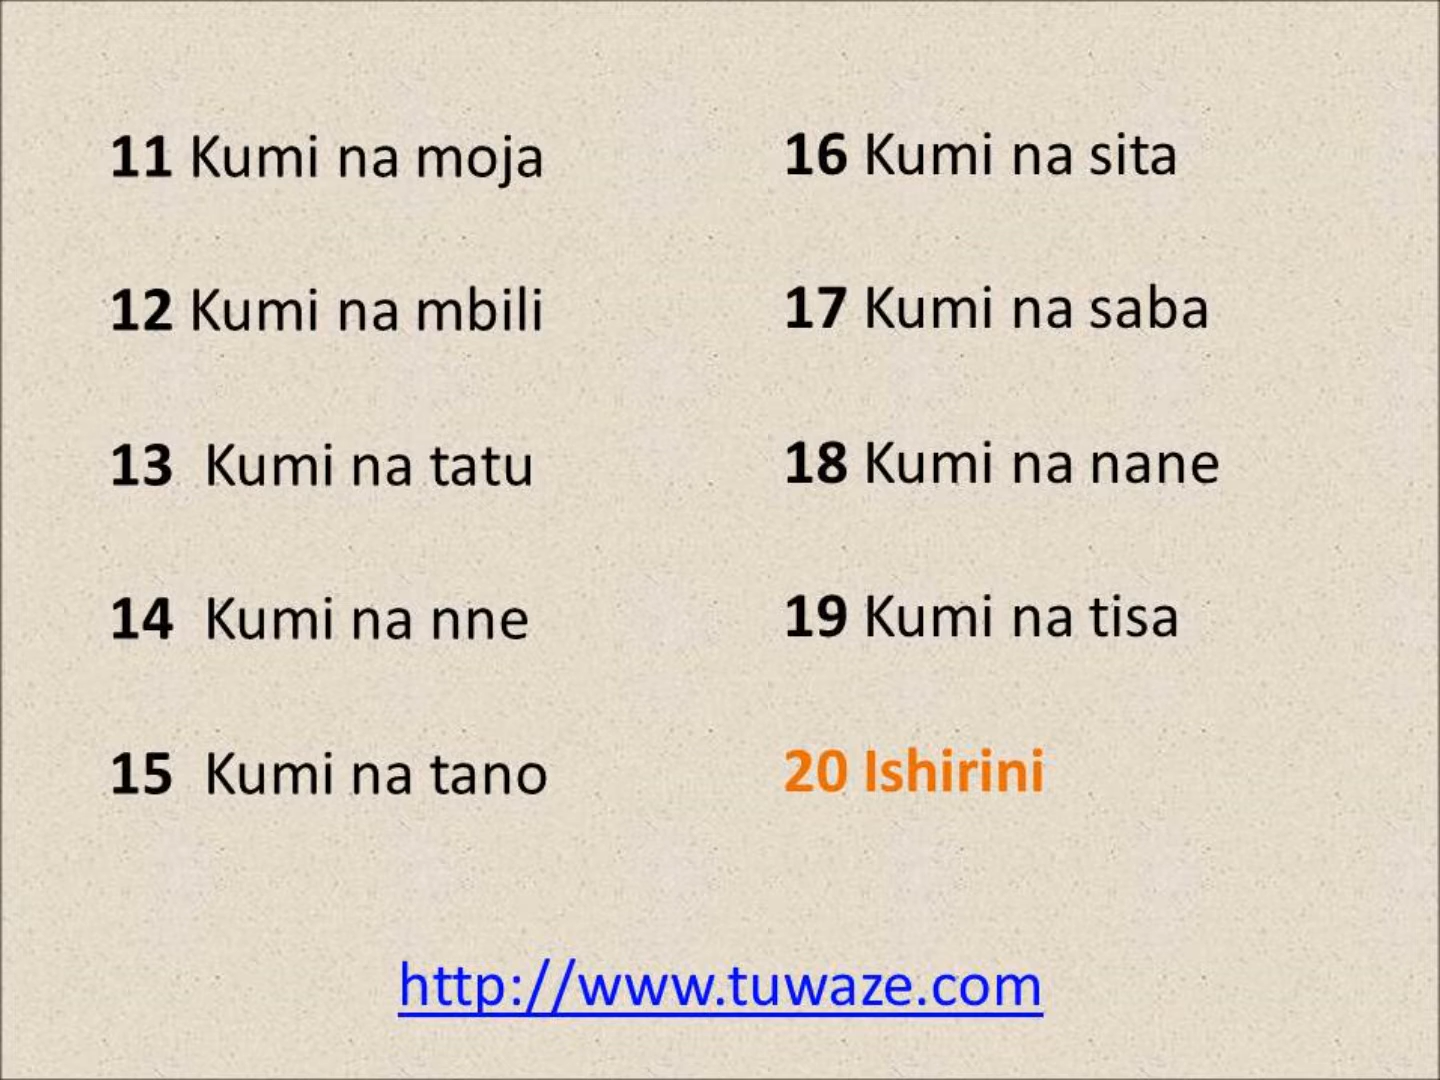 11 Kumi na moja
12 Kumi na mbili
13 Kumi na tatu
14 Kumi na nne
15 Kumi na tano
16 Kumi na sita
17 Kumi na saba
18 Kumi na nane
19 Kumi na tisa
20 Ishirini
http://www.tuwaze.com